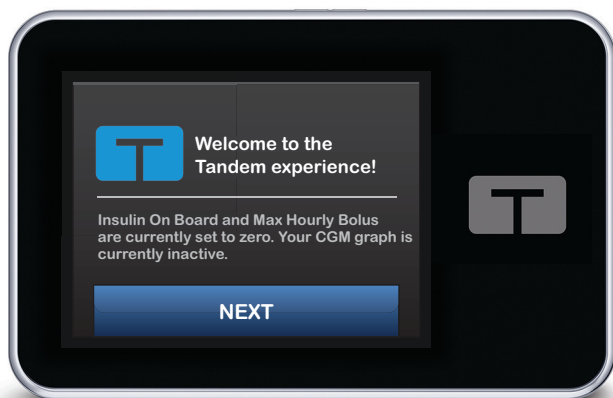 T
Welcome to the
Tandem experience!
T
Insulin On Board and Max Hourly Bolus
are currently set to zero. Your CGM graph is
currently inactive.
NEXT